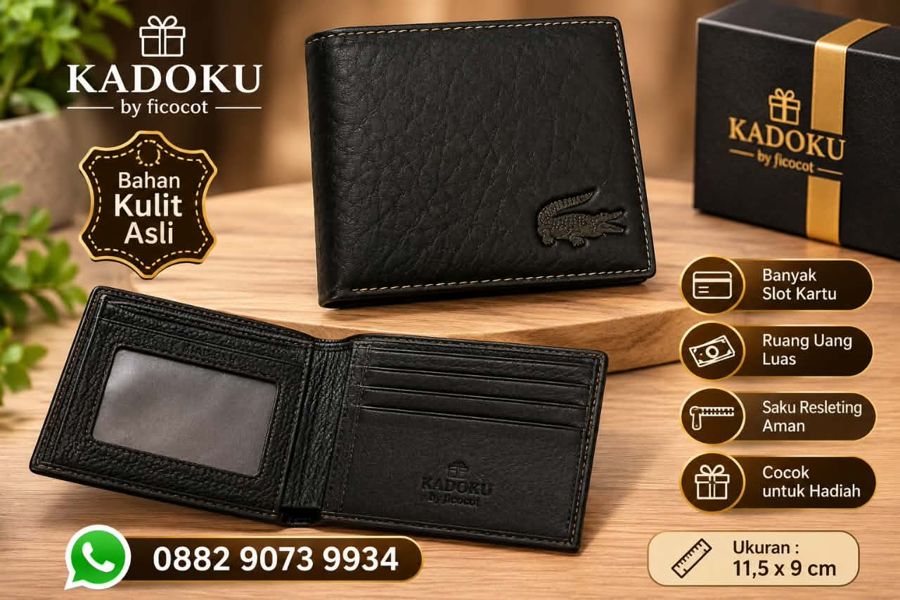 KADOKU
by ficocot
Bahan
Kulit
Asli
KADOKU
by ficocot
Banyak
Slot Kartu
Ruang Uang
Luas
Saku Resleting
Aman
Cocok
untuk Hadiah
KADOKU
by ficocot
0882 9073 9934
Ukuran :
11,5 x 9 cm